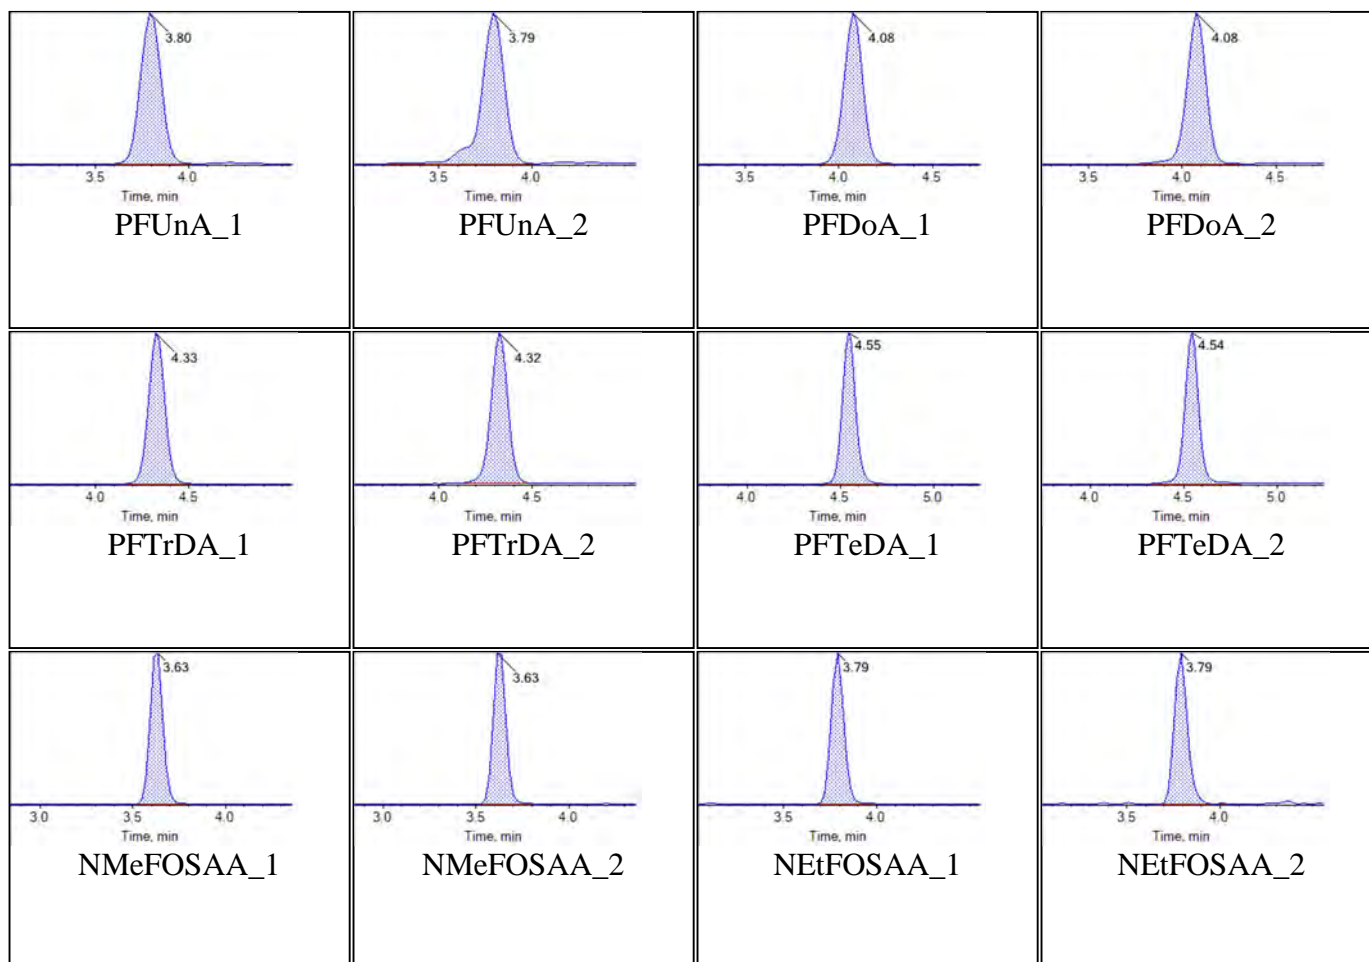 3.80
3.5 4.0
Time, min
PFUnA_1
3.79
3.5 4.0
Time, min
PFUnA_2
4.08
3.5 4.0 4.5
Time, min
PFDoA_1
4.08
3.5 4.0 4.5
Time, min
PFDoA_2
4.33
4.0 4.5
Time, min
PFTrDA_1
4.32
4.0 4.5
Time, min
PFTrDA_2
4.55
4.0 4.5 5.0
Time, min
PFTeDA_1
4.54
4.0 4.5 5.0
Time, min
PFTeDA_2
3.63
3.0 3.5 4.0
Time, min
NMeFOSAA_1
3.63
3.0 3.5 4.0
Time, min
NMeFOSAA_2
3.79
3.5 4.0
Time, min
NEtFOSAA_1
3.79
3.5 4.0
Time, min
NEtFOSAA_2